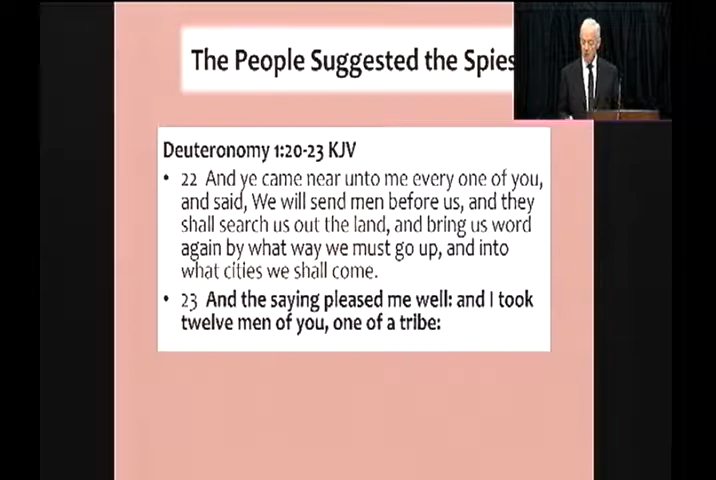 The People Suggested the Spies
Deuteronomy 1:20-23 KJV
• 22 And ye came near unto me every one of you,
and said, We will send men before us, and they
shall search us out the land, and bring us word
again by what way we must go up, and into
what cities we shall come.
• 23 And the saying pleased me well: and I took
twelve men of you, one of a tribe: